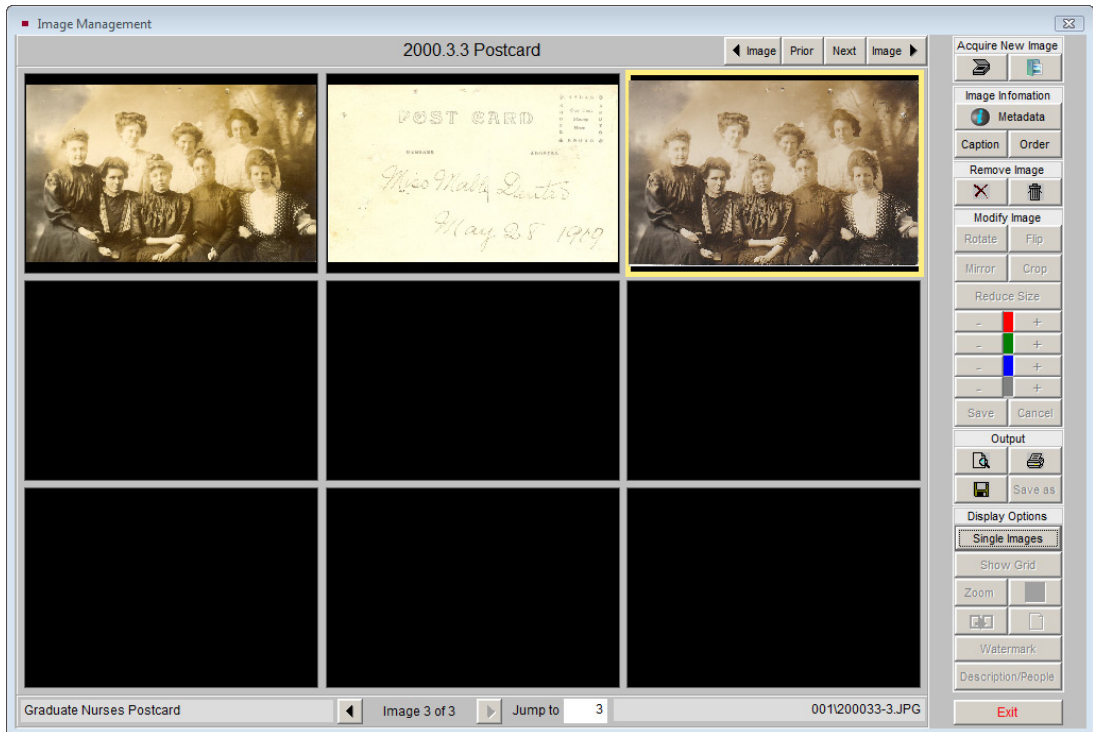 Image Management
2000.3.3 Postcard
Image
Prior
Next
Image
POST CARD
Miss
May 28 1909
Graduate Nurses Postcard
Image 3 of 3
Jump to
3
001\200033-3.JPG
Acquire New Image
Image Infomation
Metadata
Caption
Order
Remove Image
Modify Image
Rotate
Flip
Mirror
Crop
Reduce Size
- +
- +
- +
- +
Save
Cancel
Output
Save as
Display Options
Single Images
Show Grid
Zoom
Watermark
Description/People
Exit